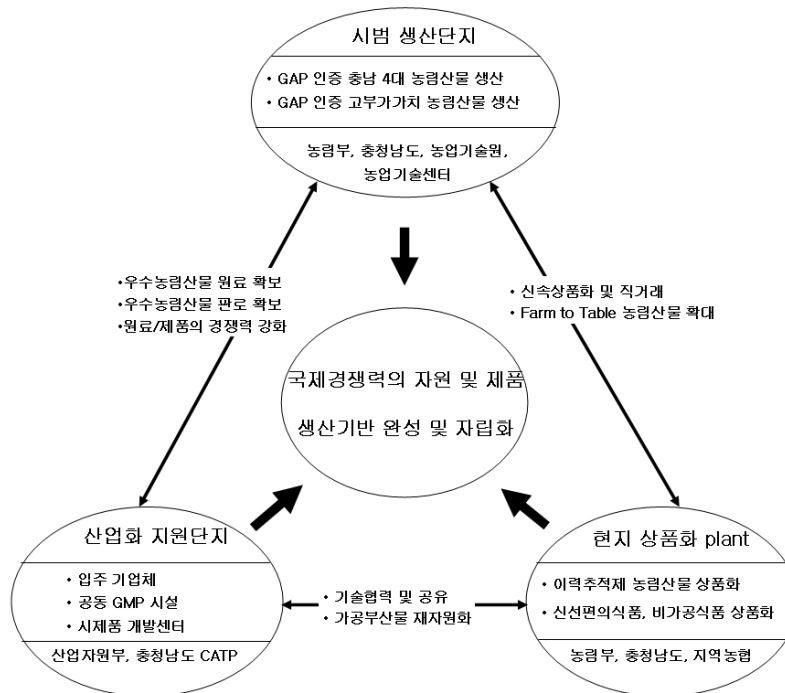 시범 생산단지
• GAP 인증 충남 4대 농림산물 생산
• GAP 인증 고부가가치 농림산물 생산
농림부, 충청남도, 농업기술원,
농업기술센터
•우수농림산물 원료 확보
•우수농림산물 판로 확보
•원료/제품의 경쟁력 강화
• 신속상품화 및 직거래
• Farm to Table 농림산물 확대
국제경쟁력의 자원 및 제품
생산기반 완성 및 자립화
산업화 지원단지
• 입주 기업체
• 공동 GMP 시설
• 시제품 개발센터
산업자원부, 충청남도 CATP
• 기술협력 및 공유
• 가공부산물 재자원화
현지 상품화 plant
• 이력추적제 농림산물 상품화
• 신선편의식품, 비가공식품 상품화
농림부, 충청남도, 지역농협